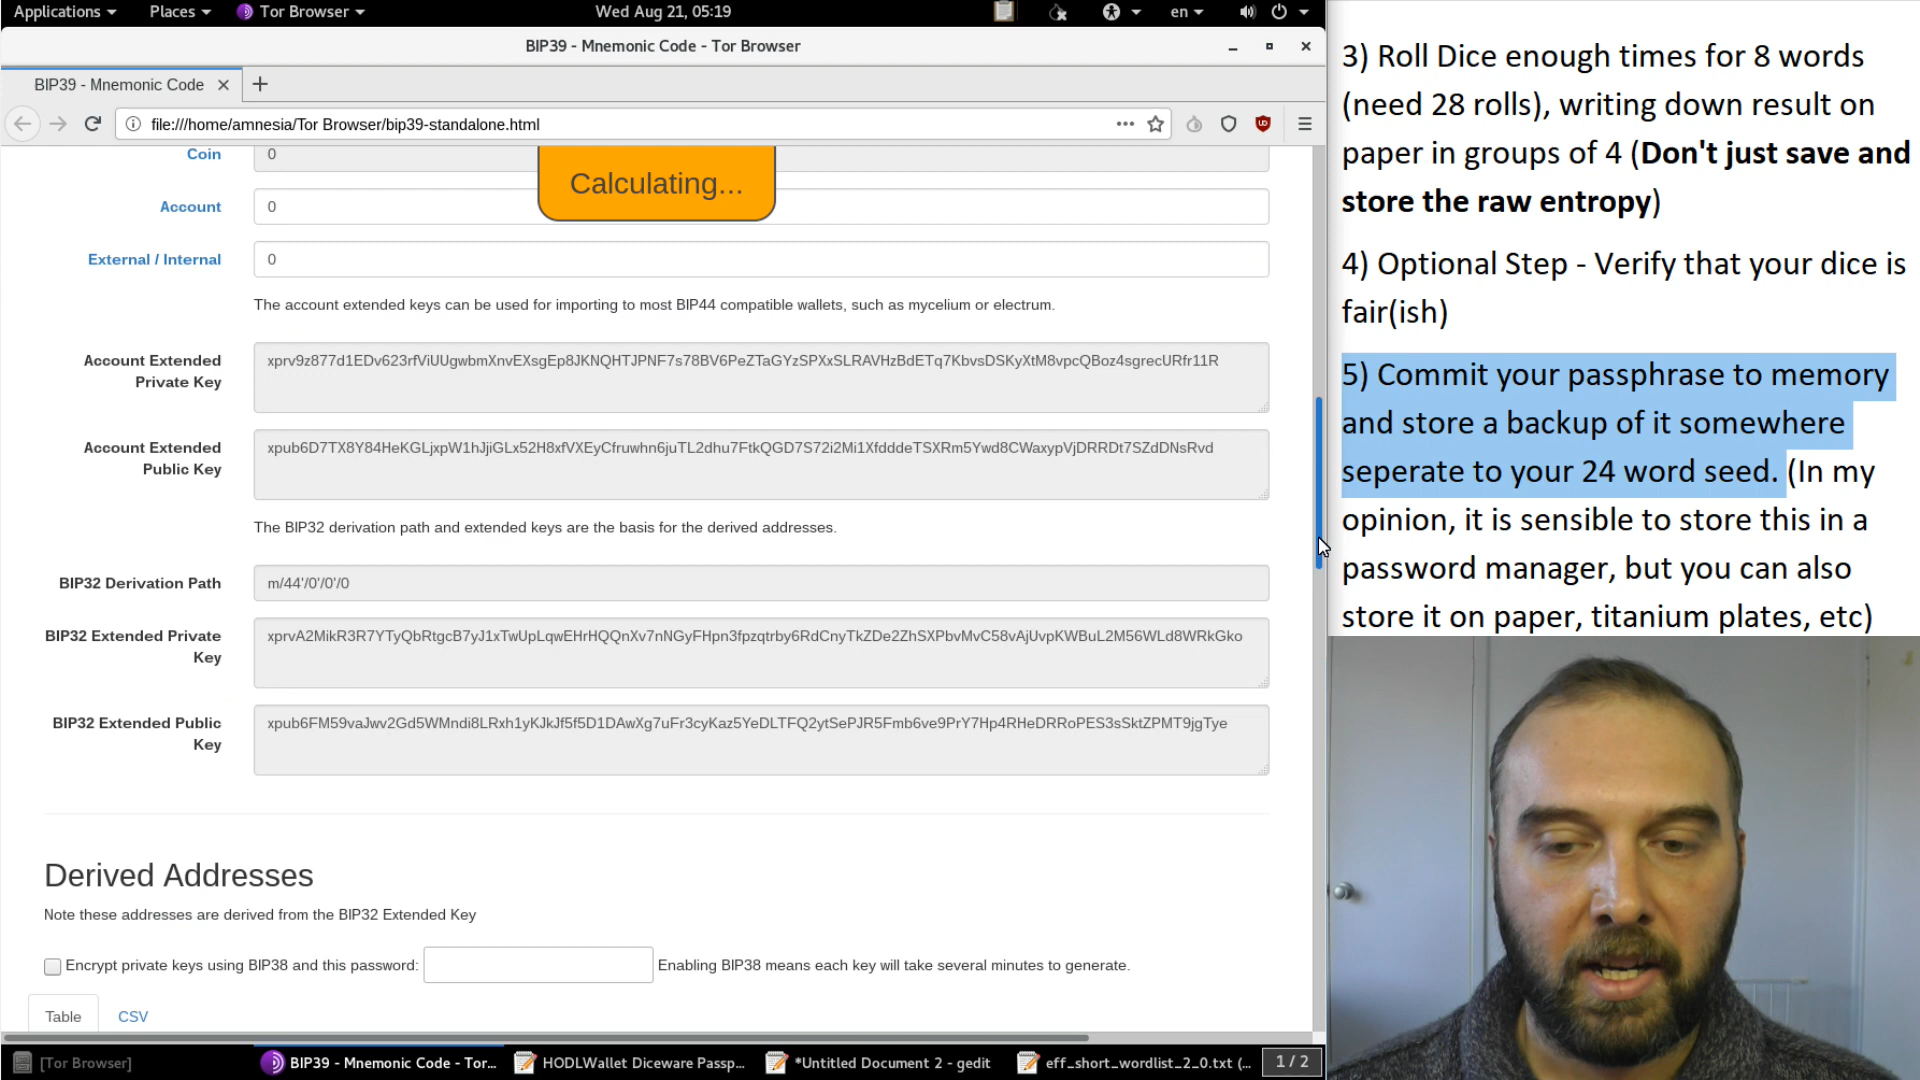 Applications
Places
Tor Browser
Wed Aug 21, 05:19
en
BIP39 - Mnemonic Code - Tor Browser
BIP39 - Mnemonic Code
file:///home/amnesia/Tor Browser/bip39-standalone.html
Coin
0
Calculating...
Account
0
External / Internal
0
The account extended keys can be used for importing to most BIP44 compatible wallets, such as mycelium or electrum.
Account Extended
Private Key
xprv9z877d1EDv623rfViUUgwbmXnvEXsgEp8JKNQHTJPNF7s78BV6PeZTaGYzSPXxSLRAVHzBdETq7KbvsDSKyXtM8vpcQBoz4sgrecURfr11R
Account Extended
Public Key
xpub6D7TX8Y84HeKGLjxpW1hJjiGLx52H8xfVXEyCfruwhn6juTL2dhu7FtkQGD7S72i2Mi1XfdddeTSXRm5Ywd8CWaxypVjDRRDt7SZdDNsRvd
The BIP32 derivation path and extended keys are the basis for the derived addresses.
BIP32 Derivation Path
m/44'/0'/0'/0
BIP32 Extended Private
Key
xprvA2MikR3R7YTyQbRtgcB7yJ1xTwUpLqwEHrHQQnXv7nNGyFHpn3fpzqtrby6RdCnyTkZDe2ZhSXPbvMvC58vAjUvpKWBuL2M56WLd8WRkGko
BIP32 Extended Public
Key
xpub6FM59vaJwv2Gd5WMndi8LRxh1yKJkJf5f5D1DAwXg7uFr3cyKaz5YeDLTFQ2ytSePJR5Fmb6ve9PrY7Hp4RHeDRRoPES3sSktZPMT9jgTye
Derived Addresses
Note these addresses are derived from the BIP32 Extended Key
Encrypt private keys using BIP38 and this password:
Enabling BIP38 means each key will take several minutes to generate.
Table
CSV
[Tor Browser]
BIP39 - Mnemonic Code - Tor...
HODLWallet Diceware Passp...
*Untitled Document 2 - gedit
eff_short_wordlist_2_0.txt (...
1 / 2
3) Roll Dice enough times for 8 words
(need 28 rolls), writing down result on
paper in groups of 4 (Don't just save and
store the raw entropy)
4) Optional Step - Verify that your dice is
fair(ish)
5) Commit your passphrase to memory
and store a backup of it somewhere
seperate to your 24 word seed. (In my
opinion, it is sensible to store this in a
password manager, but you can also
store it on paper, titanium plates, etc)